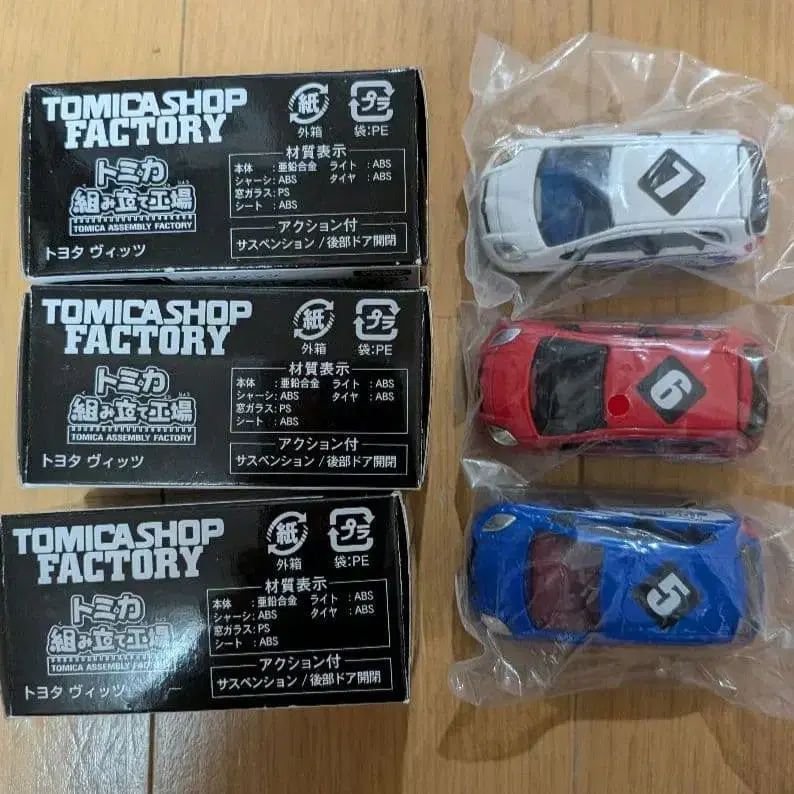 TOMICA SHOP
FACTORY
トミカ
組み立て工場
TOMICA ASSEMBLY FACTORY
トヨタ ヴィッツ
紙
外箱
プラ
袋:PE
材質表示
本体 :亜鉛合金 ライト :ABS
シャーシ:ABS タイヤ :ABS
窓ガラス:PS
シート :ABS
アクション付
サスペンション/後部ドア開閉
7
TOMICA SHOP
FACTORY
トミカ
組み立て工場
TOMICA ASSEMBLY FACTORY
トヨタ ヴィッツ
紙
外箱
プラ
袋:PE
材質表示
本体 :亜鉛合金 ライト :ABS
シャーシ:ABS タイヤ :ABS
窓ガラス:PS
シート :ABS
アクション付
サスペンション/後部ドア開閉
6
TOMICA SHOP
FACTORY
トミカ
組み立て工場
TOMICA ASSEMBLY FACTORY
トヨタ ヴィッツ
紙
外箱
プラ
袋:PE
材質表示
本体 :亜鉛合金 ライト :ABS
シャーシ:ABS タイヤ :ABS
窓ガラス:PS
シート :ABS
アクション付
サスペンション/後部ドア開閉
5